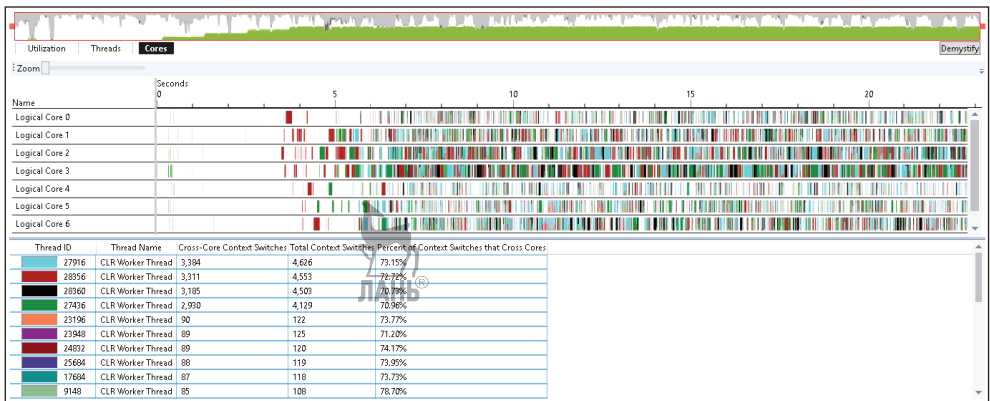 Utilization Threads Cores Demystify
Zoom
Seconds
Name 0 5 10 15 20
Logical Core 0
Logical Core 1
Logical Core 2
Logical Core 3
Logical Core 4
Logical Core 5
Logical Core 6
Thread ID Thread Name Cross-Core Context Switches Total Context Switches Percent of Context Switches that Cross Cores
27916 CLR Worker Thread 3,384 4,626 73.15%
28356 CLR Worker Thread 3,311 4,553 72.72%
28360 CLR Worker Thread 3,185 4,503 70.73%
27436 CLR Worker Thread 2,930 4,129 70.96%
23196 CLR Worker Thread 90 122 73.77%
23948 CLR Worker Thread 89 125 71.20%
24832 CLR Worker Thread 89 120 74.17%
25684 CLR Worker Thread 88 119 73.95%
17684 CLR Worker Thread 87 118 73.73%
9148 CLR Worker Thread 85 108 78.70%
ЛАНЬ®